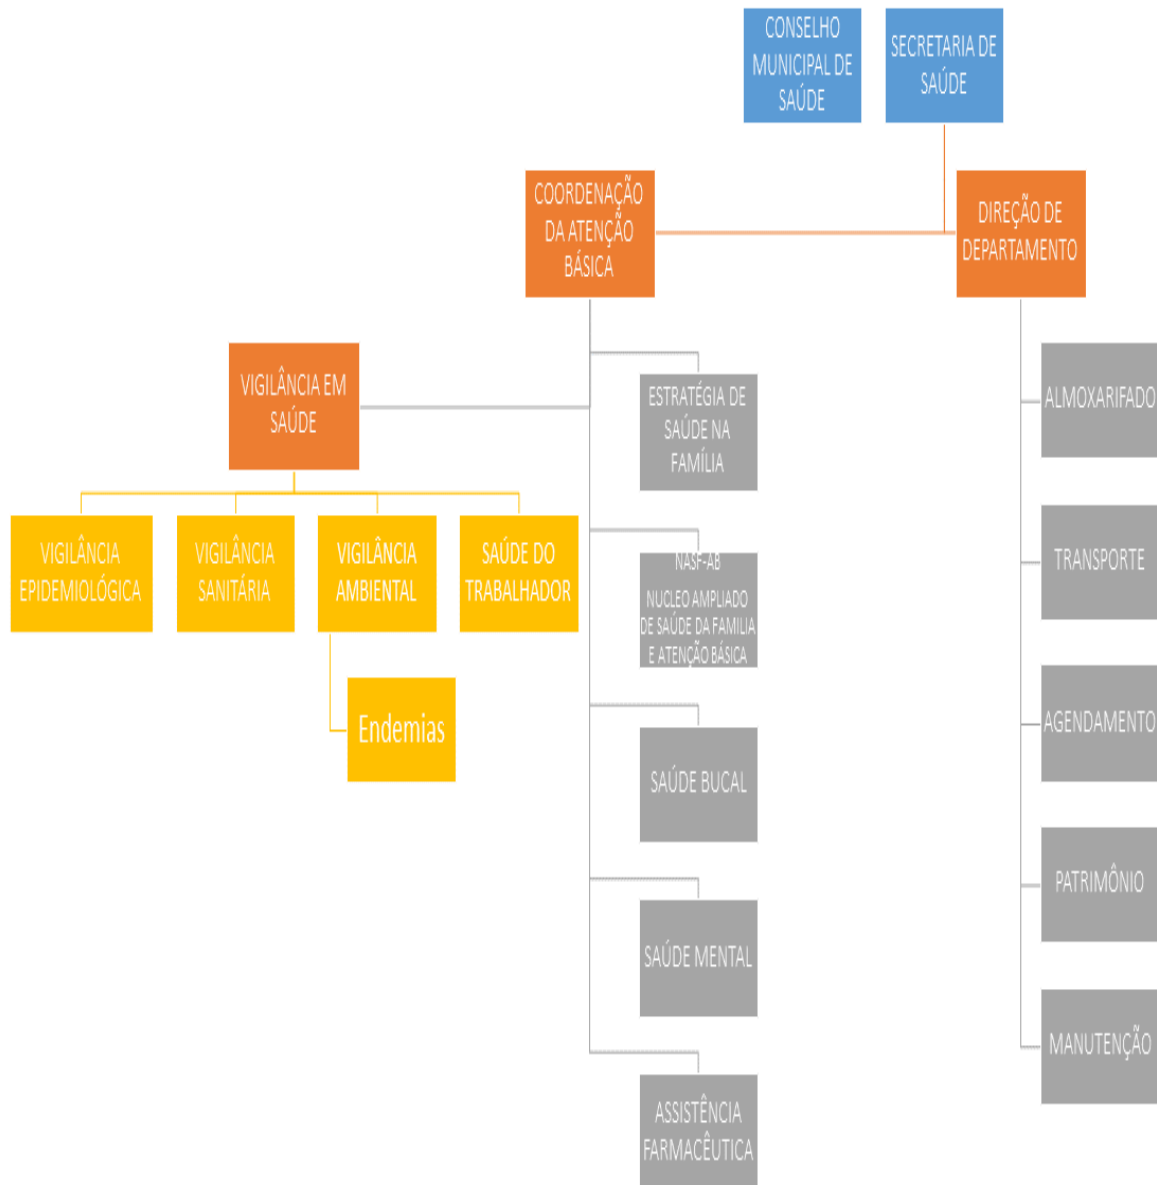 CONSELHO
MUNICIPAL DE
SAÚDE
SECRETARIA DE
SAÚDE
COORDENAÇÃO
DA ATENÇÃO
BÁSICA
DIREÇÃO DE
DEPARTAMENTO
VIGILÂNCIA EM
SAÚDE
VIGILÂNCIA
EPIDEMIOLÓGICA
VIGILÂNCIA
SANITÁRIA
VIGILÂNCIA
AMBIENTAL
SAÚDE DO
TRABALHADOR
Endemias
ESTRATÉGIA DE
SAÚDE NA
FAMÍLIA
NASF-AB
NUCLEO AMPLIADO
DE SAÚDE DA FAMILIA
E ATENÇÃO BÁSICA
SAÚDE BUCAL
SAÚDE MENTAL
ASSISTÊNCIA
FARMACÊUTICA
ALMOXARIFADO
TRANSPORTE
AGENDAMENTO
PATRIMÔNIO
MANUTENÇÃO